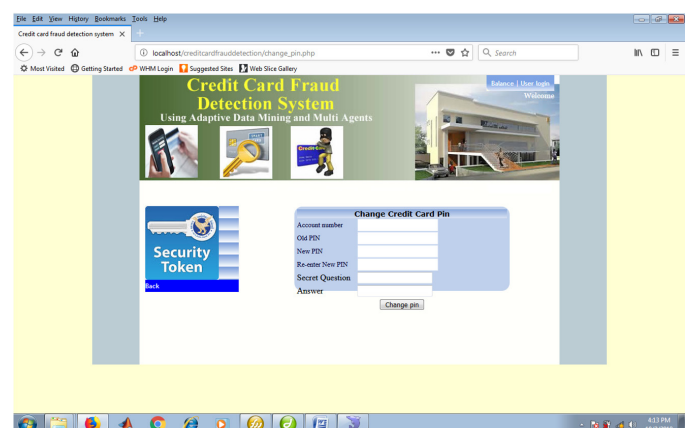 File Edit View History Bookmarks Tools Help
Credit card fraud detection system × +
localhost/creditcardfrauddetection/change_pin.php
Search
Most Visited Getting Started WHM Login Suggested Sites Web Slice Gallery
Credit Card Fraud
Detection System
Using Adaptive Data Mining and Multi Agents
Balance | User login
Welcome
Security
Token
Back
Change Credit Card Pin
Account number
Old PIN
New PIN
Re-enter New PIN
Secret Question
Answer
Change pin
4:13 PM